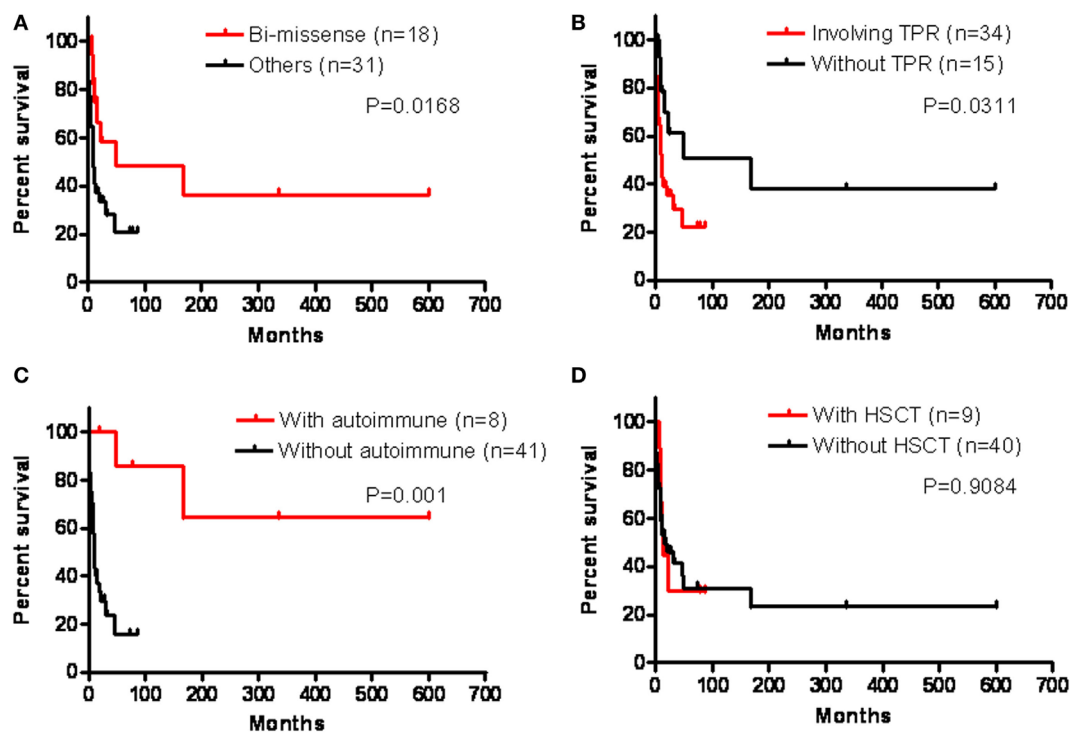 A
Bi-missense (n=18)
Others (n=31)
P=0.0168
Percent survival
100
80
60
40
20
0
0 100 200 300 400 500 600 700
Months
B
Involving TPR (n=34)
Without TPR (n=15)
P=0.0311
Percent survival
100
80
60
40
20
0
0 100 200 300 400 500 600 700
Months
C
With autoimmune (n=8)
Without autoimmune (n=41)
P=0.001
Percent survival
100
80
60
40
20
0
0 100 200 300 400 500 600 700
Months
D
With HSCT (n=9)
Without HSCT (n=40)
P=0.9084
Percent survival
100
80
60
40
20
0
0 100 200 300 400 500 600 700
Months